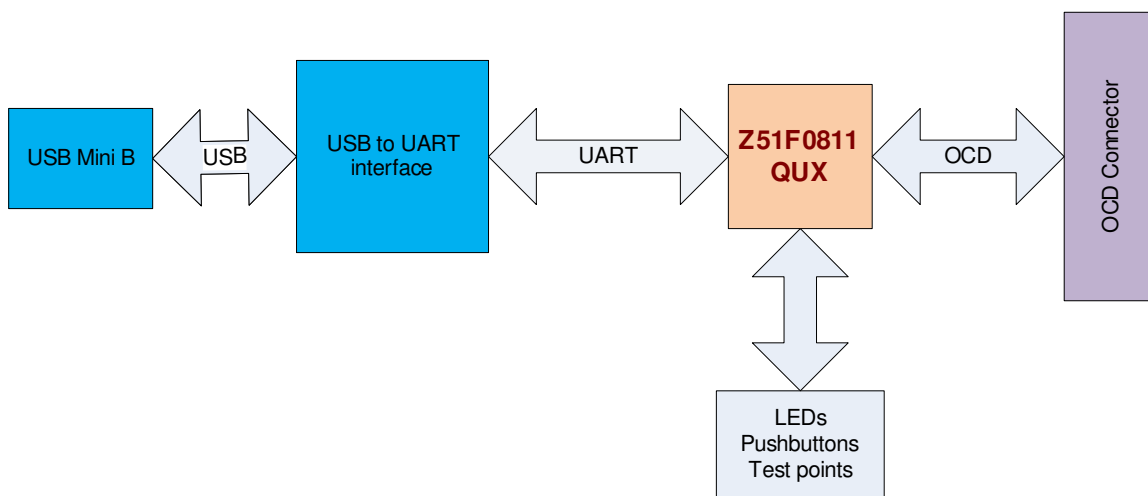 USB Mini B
USB
USB to UART
interface
UART
Z51F0811
QUX
OCD
OCD Connector
LEDs
Pushbuttons
Test points